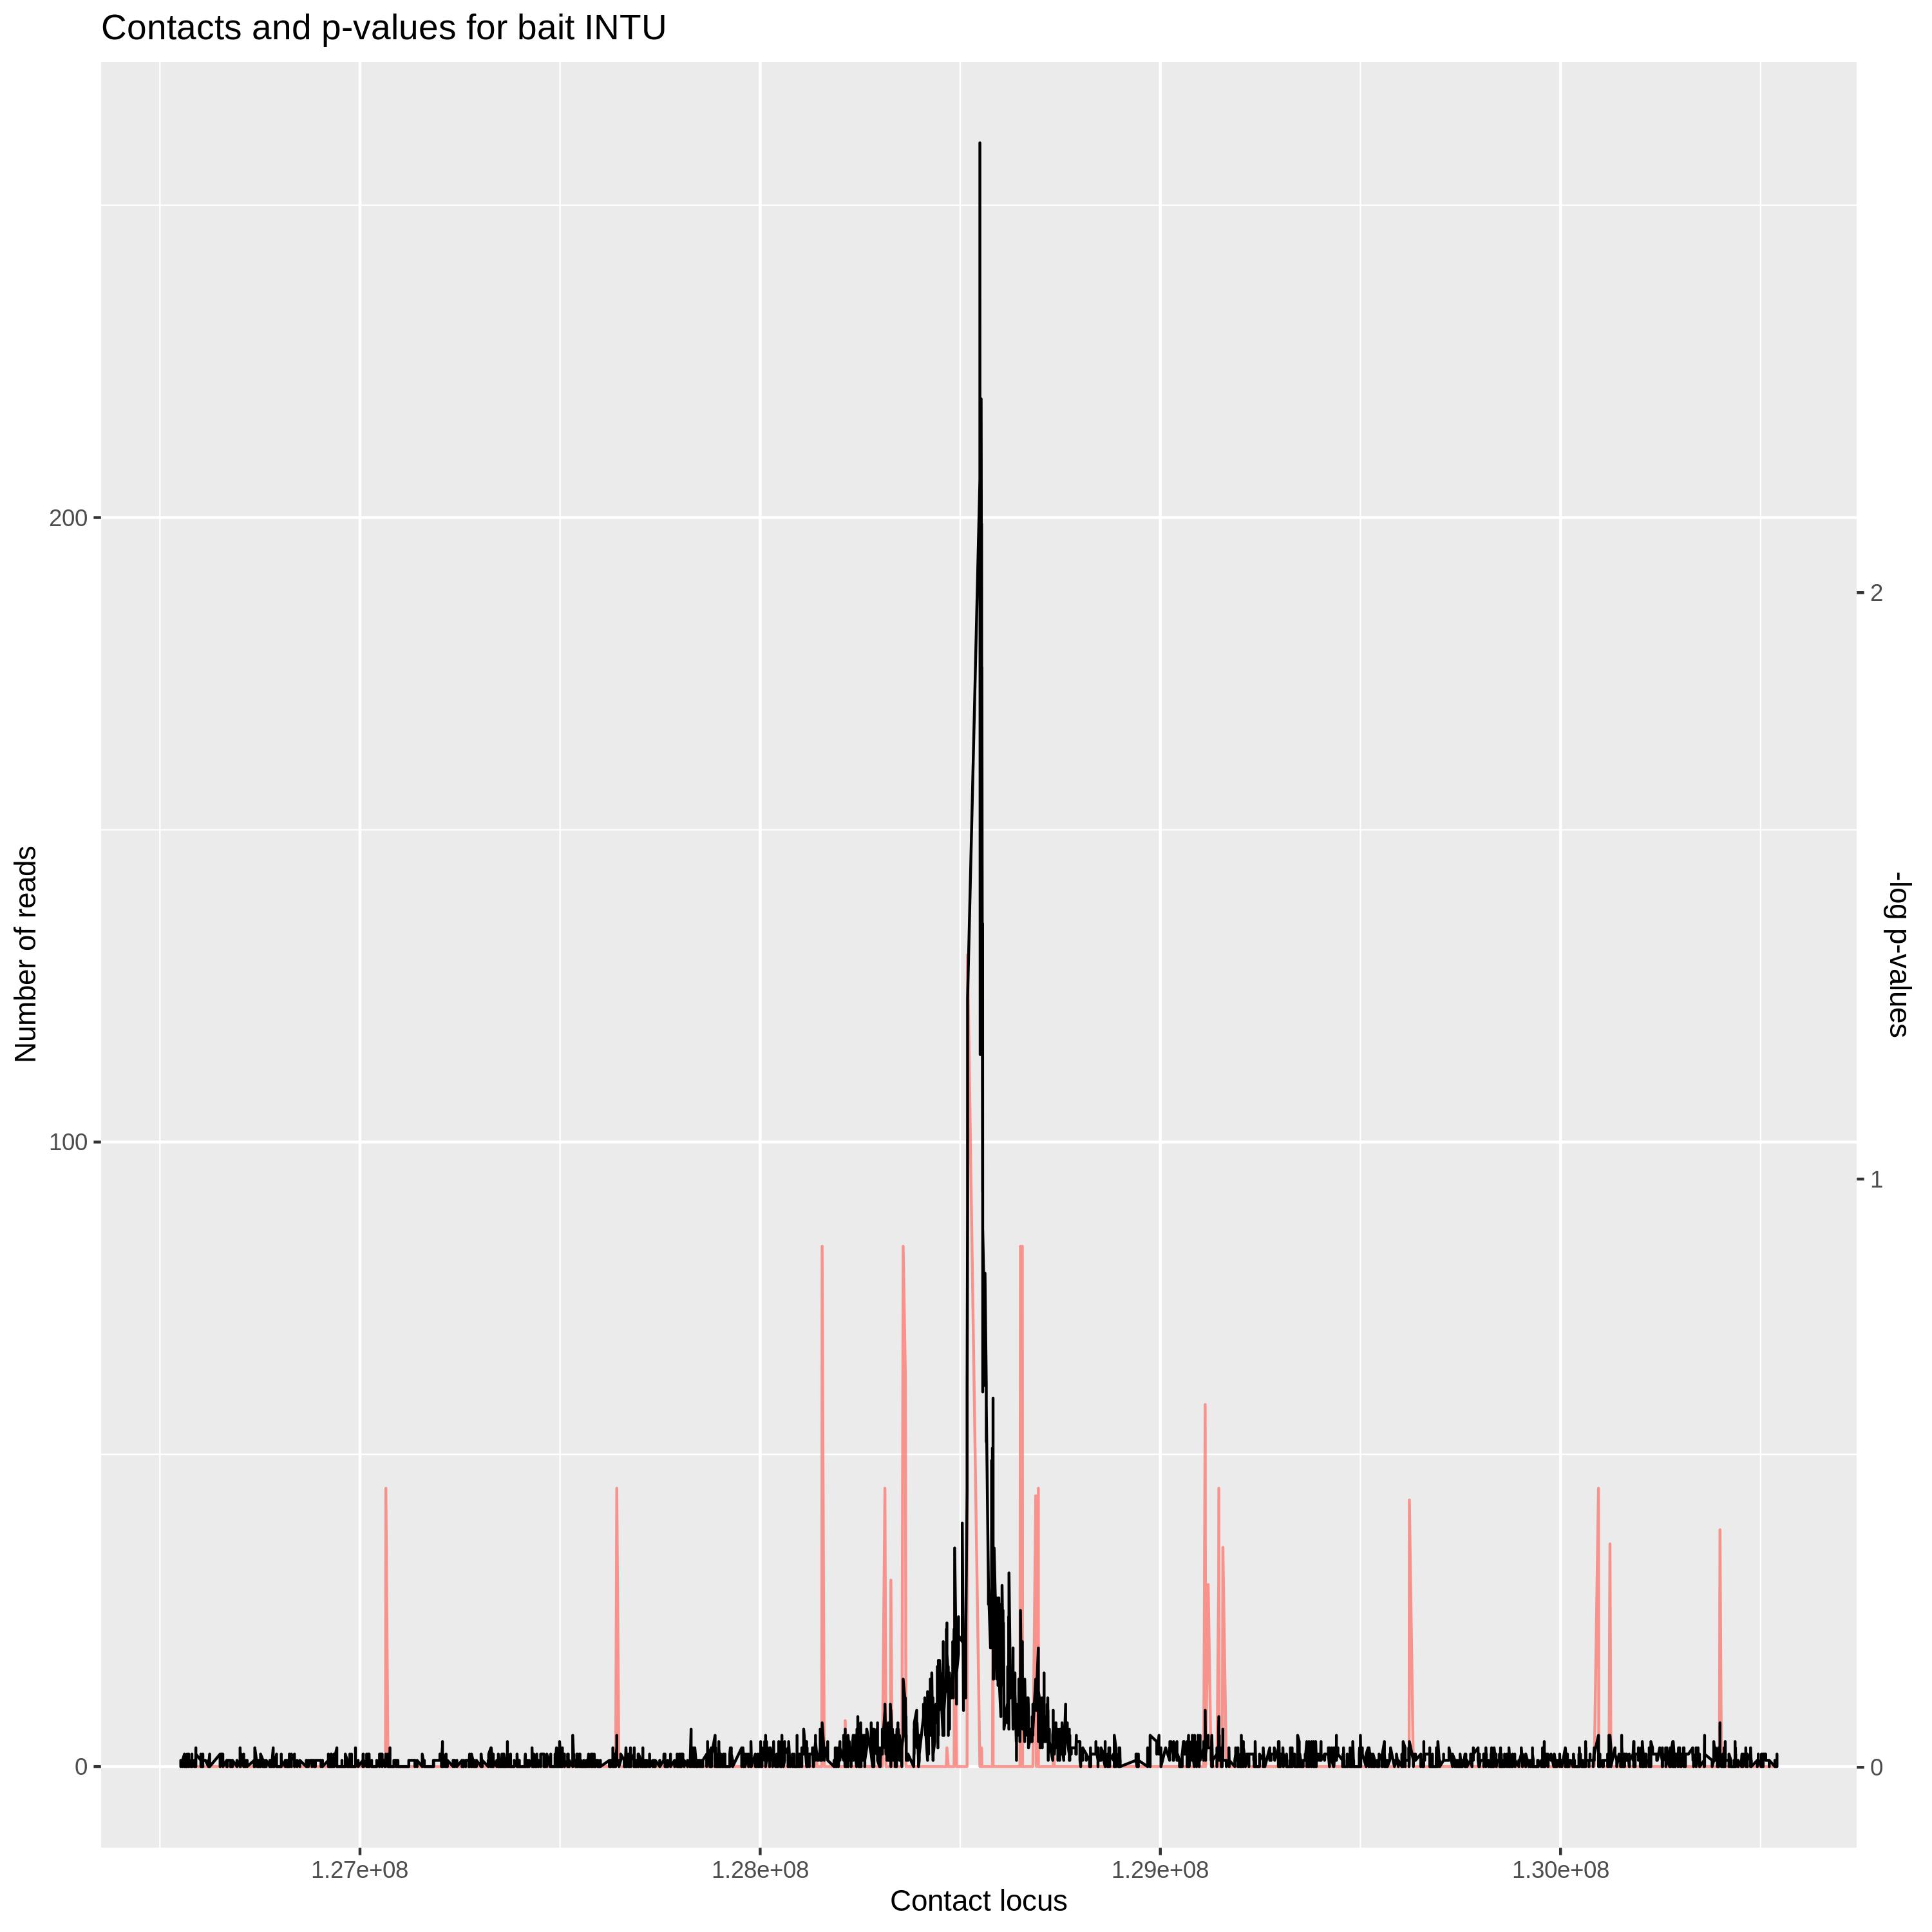 Contacts and p-values for bait INTU
Number of reads
200
100
0
2
1
0
-log p-values
1.27e+08
1.28e+08
1.29e+08
1.30e+08
Contact locus